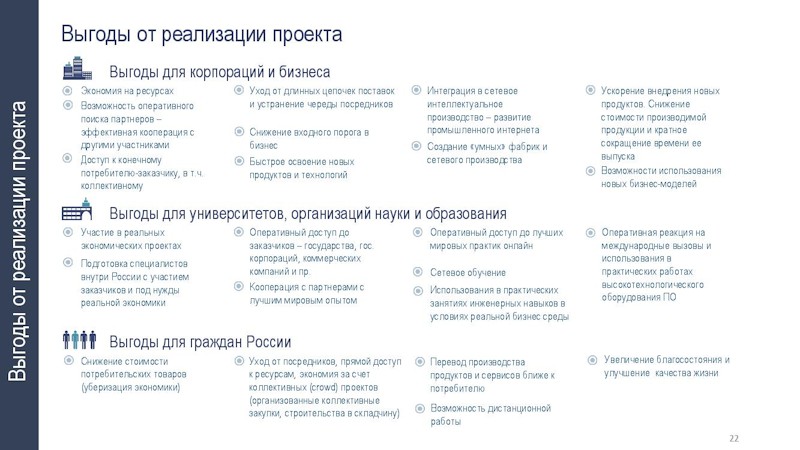 Выгоды от реализации проекта
Выгоды от реализации проекта
Выгоды для корпораций и бизнеса
Экономия на ресурсах
Возможность оперативного
поиска партнеров –
эффективная кооперация с
другими участниками
Доступ к конечному
потребителю-заказчику, в т.ч.
коллективному
Уход от длинных цепочек поставок
и устранение череды посредников
Снижение входного порога в
бизнес
Быстрое освоение новых
продуктов и технологий
Интеграция в сетевое
интеллектуальное
производство – развитие
промышленного интернета
Создание «умных» фабрик и
сетевого производства
Ускорение внедрения новых
продуктов. Снижение
стоимости производимой
продукции и кратное
сокращение времени ее
выпуска
Возможности использования
новых бизнес-моделей
Выгоды для университетов, организаций науки и образования
Участие в реальных
экономических проектах
Подготовка специалистов
внутри России с участием
заказчиков и под нужды
реальной экономики
Оперативный доступ до
заказчиков – государства, гос.
корпораций, коммерческих
компаний и пр.
Кооперация с партнерами с
лучшим мировым опытом
Оперативный доступ до лучших
мировых практик онлайн
Сетевое обучение
Использования в практических
занятиях инженерных навыков в
условиях реальной бизнес среды
Оперативная реакция на
международные вызовы и
использования в
практических работах
высокотехнологического
оборудования ПО
Выгоды для граждан России
Снижение стоимости
потребительских товаров
(уберизация экономики)
Уход от посредников, прямой доступ
к ресурсам, экономия за счет
коллективных (crowd) проектов
(организованные коллективные
закупки, строительства в складчину)
Перевод производства
продуктов и сервисов ближе к
потребителю
Возможность дистанционной
работы
Увеличение благосостояния и
улучшение качества жизни
22